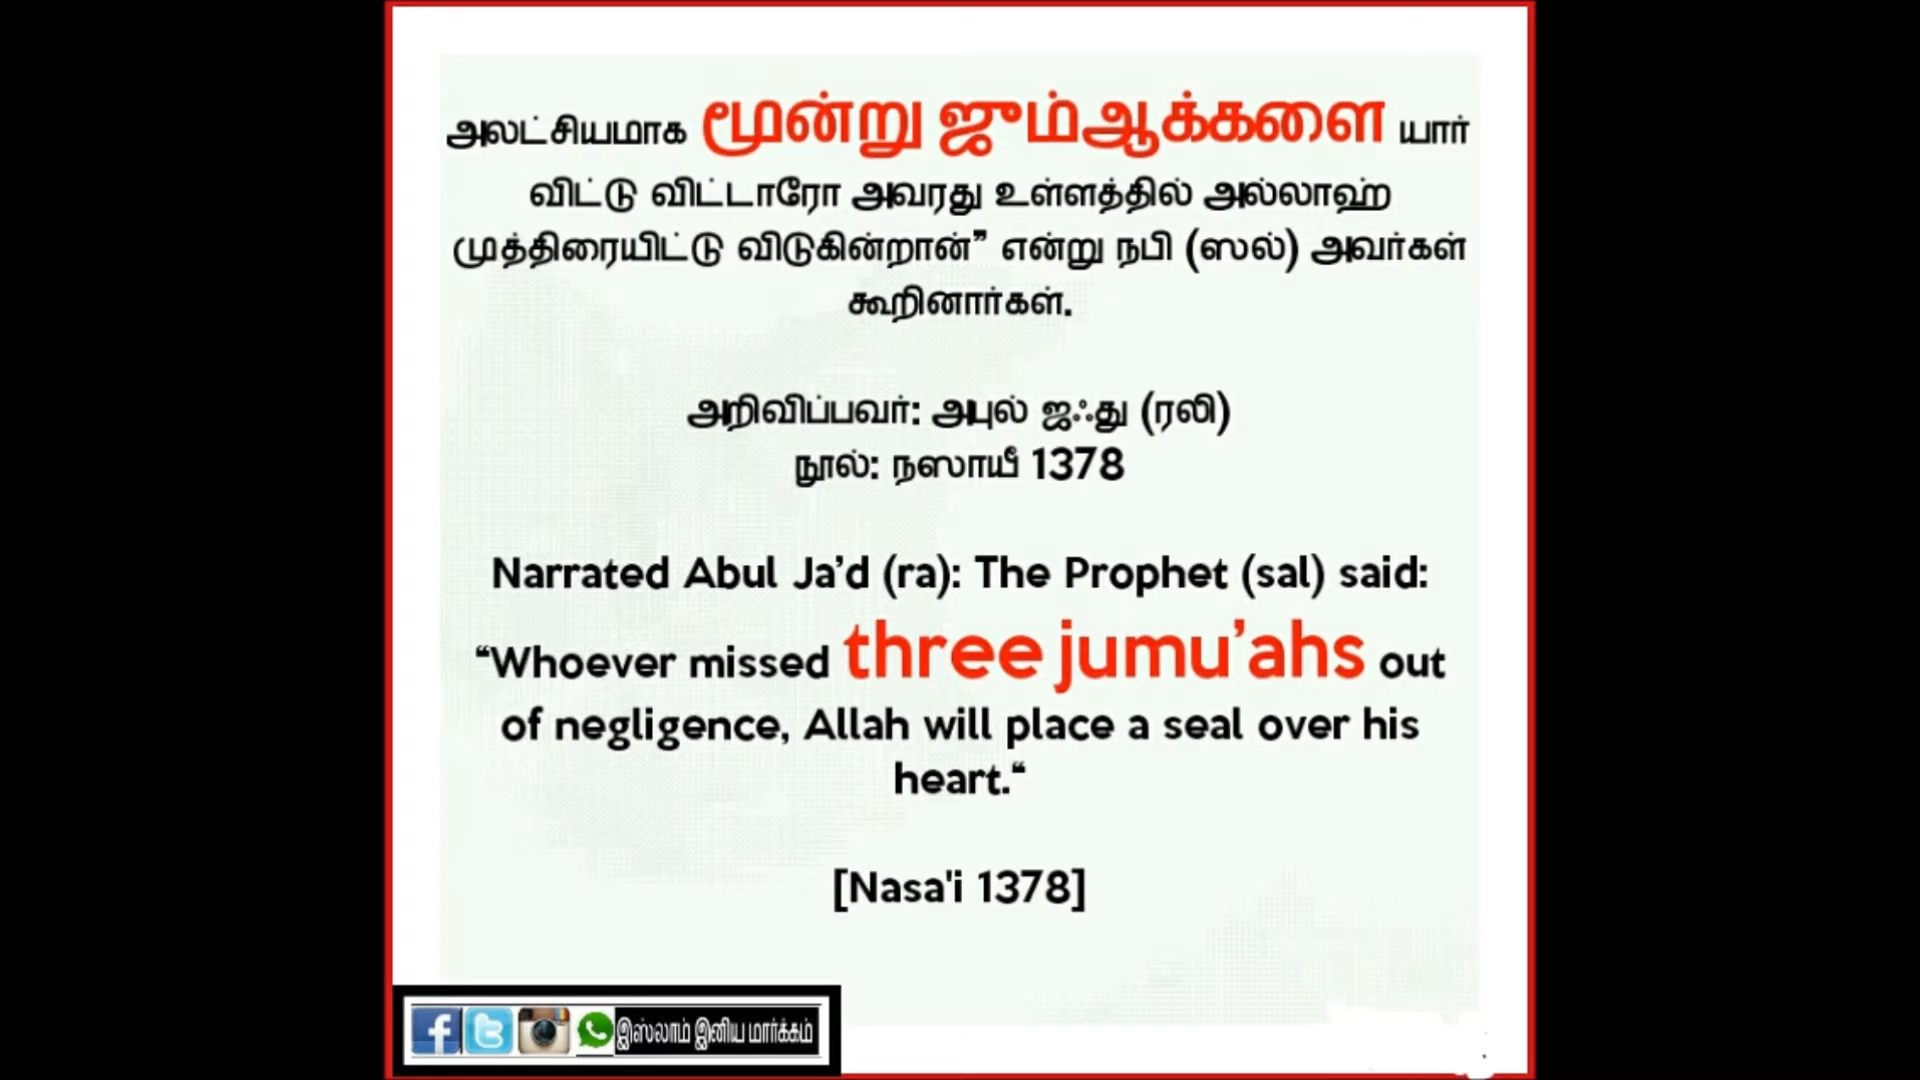 அலட்சியமாக மூன்று ஜும்ஆக்களை யார்
விட்டு விட்டாரோ அவரது உள்ளத்தில் அல்லாஹ்
முத்திரையிட்டு விடுகின்றான்” என்று நபி (ஸல்) அவர்கள்
கூறினார்கள்.
அறிவிப்பவர்: அபுல் ஜஃது (ரலி)
நூல்: நஸாயீ 1378
Narrated Abul Ja’d (ra): The Prophet (sal) said:
“Whoever missed three jumu’ahs out
of negligence, Allah will place a seal over his
heart.“
[Nasa'i 1378]
இஸ்லாம் இனிய மார்க்கம்